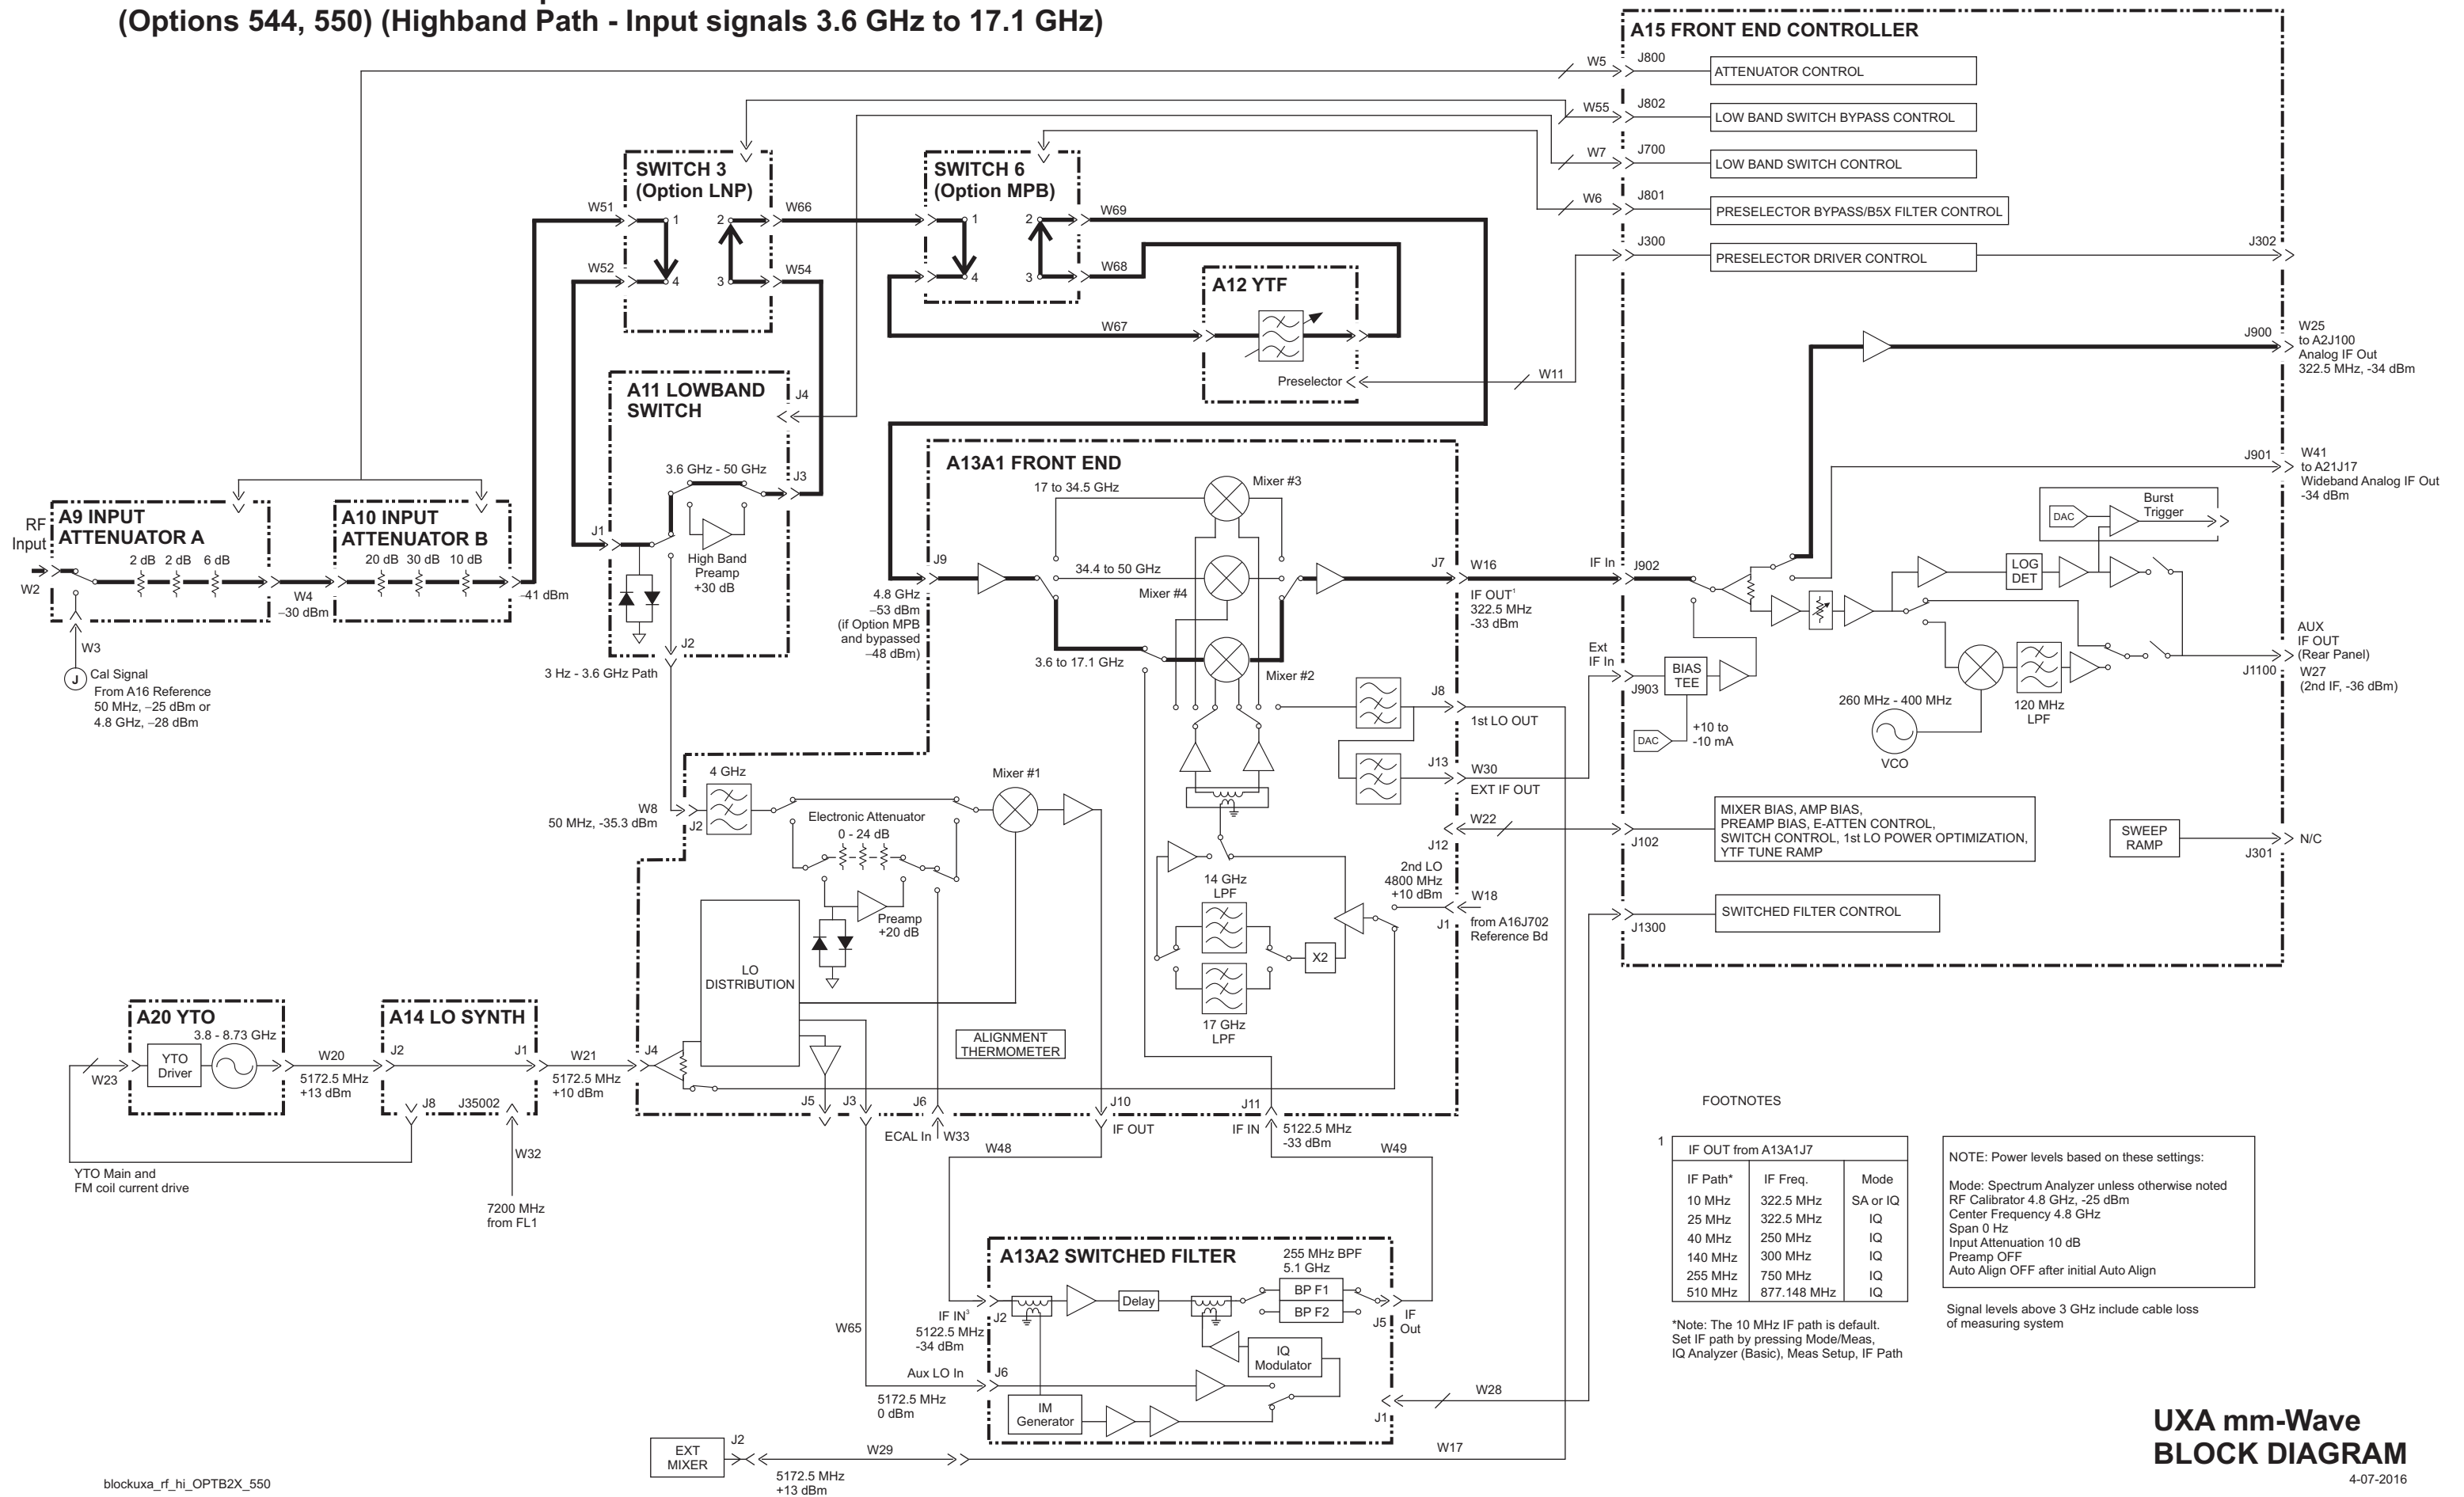 (Options 544, 550) (Highband Path - Input signals 3.6 GHz to 17.1 GHz)
A15 FRONT END CONTROLLER
W5
J800
ATTENUATOR CONTROL
W55
J802
LOW BAND SWITCH BYPASS CONTROL
W7
J700
LOW BAND SWITCH CONTROL
W6
J801
PRESELECTOR BYPASS/B5X FILTER CONTROL
J300
PRESELECTOR DRIVER CONTROL
J302
SWITCH 3
(Option LNP)
W51
1
2
W66
W52
4
3
W54
SWITCH 6
(Option MPB)
1
2
W69
4
3
W68
A12 YTF
W67
Preselector
W11
J900
W25
to A2J100
Analog IF Out
322.5 MHz, -34 dBm
J901
W41
to A21J17
Wideband Analog IF Out
-34 dBm
A11 LOWBAND
SWITCH
J4
3.6 GHz - 50 GHz
J3
J1
High Band
Preamp
+30 dB
J2
3 Hz - 3.6 GHz Path
RF
Input
A9 INPUT
ATTENUATOR A
2 dB
2 dB
6 dB
W2
W4
–30 dBm
A10 INPUT
ATTENUATOR B
20 dB
30 dB
10 dB
–41 dBm
W3
J
Cal Signal
From A16 Reference
50 MHz, –25 dBm or
4.8 GHz, –28 dBm
A13A1 FRONT END
17 to 34.5 GHz
Mixer #3
J9
34.4 to 50 GHz
Mixer #4
4.8 GHz
–53 dBm
(if Option MPB
and bypassed
–48 dBm)
3.6 to 17.1 GHz
Mixer #2
J7
W16
IF OUT1
322.5 MHz
-33 dBm
IF In
J902
DAC
Burst
Trigger
LOG
DET
Ext
IF In
J903
BIAS
TEE
DAC
+10 to
-10 mA
260 MHz - 400 MHz
VCO
120 MHz
LPF
AUX
IF OUT
(Rear Panel)
J1100
W27
(2nd IF, -36 dBm)
J8
1st LO OUT
J13
W30
EXT IF OUT
W22
J12
J102
MIXER BIAS, AMP BIAS,
PREAMP BIAS, E-ATTEN CONTROL,
SWITCH CONTROL, 1st LO POWER OPTIMIZATION,
YTF TUNE RAMP
SWEEP
RAMP
J301
N/C
SWITCHED FILTER CONTROL
J1300
4 GHz
W8
50 MHz, -35.3 dBm
J2
Mixer #1
Electronic Attenuator
0 - 24 dB
Preamp
+20 dB
LO
DISTRIBUTION
14 GHz
LPF
X2
17 GHz
LPF
2nd LO
4800 MHz
+10 dBm
W18
J1
from A16J702
Reference Bd
ALIGNMENT
THERMOMETER
A20 YTO
3.8 - 8.73 GHz
YTO
Driver
W23
W20
5172.5 MHz
+13 dBm
A14 LO SYNTH
J2
J1
W21
5172.5 MHz
+10 dBm
J4
J8
J35002
W32
7200 MHz
from FL1
YTO Main and
FM coil current drive
J5
J3
J6
ECAL In
W33
J10
IF OUT
J11
IF IN
5122.5 MHz
-33 dBm
W48
W49
A13A2 SWITCHED FILTER
255 MHz BPF
5.1 GHz
BP F1
BP F2
Delay
IF IN3
J2
5122.5 MHz
-34 dBm
J5
IF
Out
IQ
Modulator
W65
Aux LO In
J6
5172.5 MHz
0 dBm
IM
Generator
J1
W28
EXT
MIXER
J2
W29
5172.5 MHz
+13 dBm
W17
FOOTNOTES
1
IF OUT from A13A1J7
IF Path* IF Freq. Mode
10 MHz 322.5 MHz SA or IQ
25 MHz 322.5 MHz IQ
40 MHz 250 MHz IQ
140 MHz 300 MHz IQ
255 MHz 750 MHz IQ
510 MHz 877.148 MHz IQ
*Note: The 10 MHz IF path is default.
Set IF path by pressing Mode/Meas,
IQ Analyzer (Basic), Meas Setup, IF Path
NOTE: Power levels based on these settings:
Mode: Spectrum Analyzer unless otherwise noted
RF Calibrator 4.8 GHz, -25 dBm
Center Frequency 4.8 GHz
Span 0 Hz
Input Attenuation 10 dB
Preamp OFF
Auto Align OFF after initial Auto Align
Signal levels above 3 GHz include cable loss
of measuring system
UXA mm-Wave
BLOCK DIAGRAM
4-07-2016
blockuxa_rf_hi_OPTB2X_550